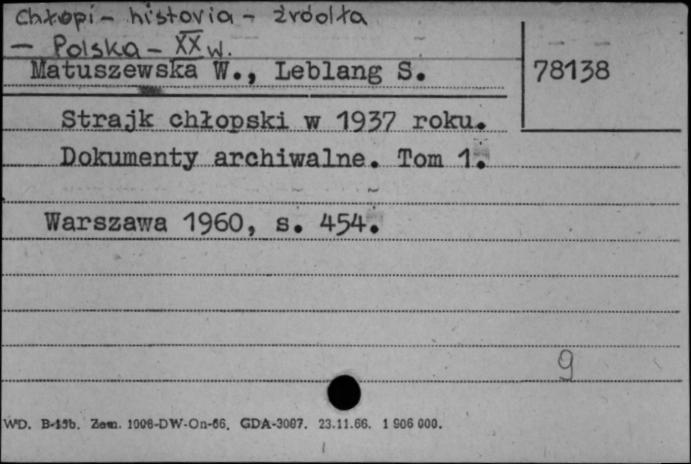 Chłopi - historia - źródła
- Polska - XX w.
Matuszewska W., Leblang S.
78138
Strajk chłopski w 1937 roku.
Dokumenty archiwalne. Tom 1.
Warszawa 1960, s. 454.
9
WD. B-15b. Zam. 1006-DW-On-66. GDA-3087. 23.11.66. 1 906 000.